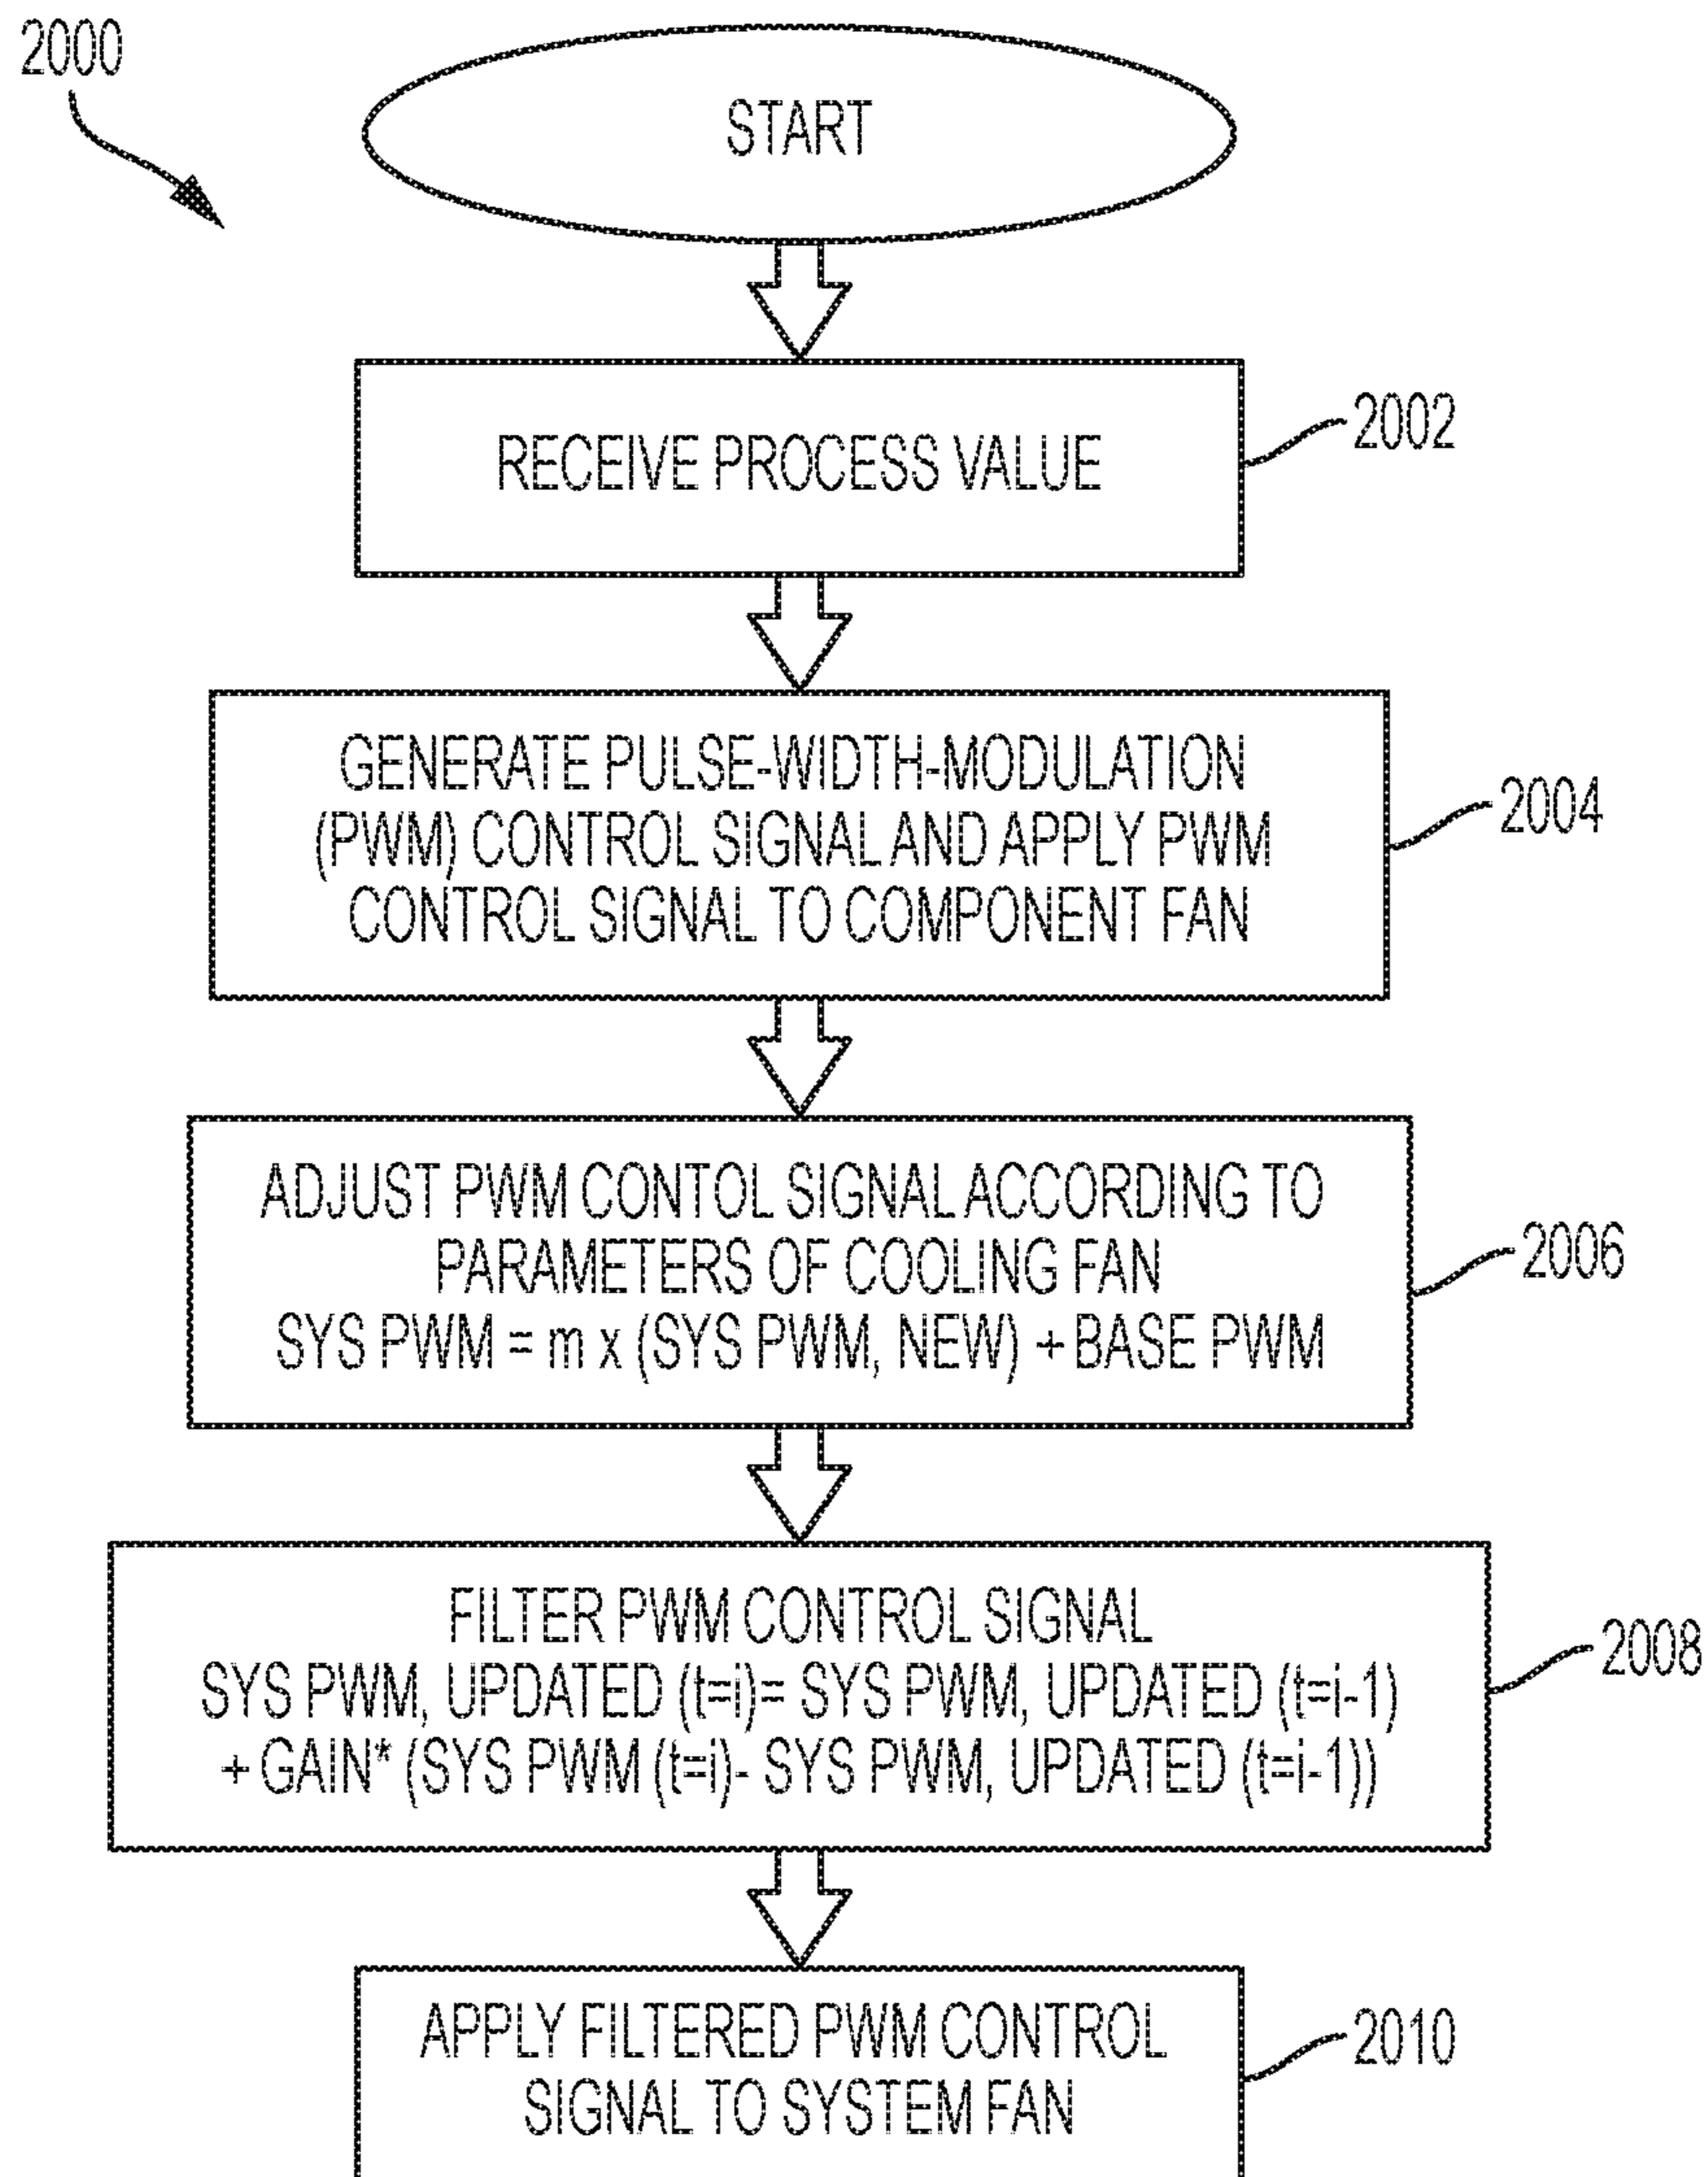 2000
START
RECEIVE PROCESS VALUE
2002
GENERATE PULSE-WIDTH-MODULATION
(PWM) CONTROL SIGNAL AND APPLY PWM
CONTROL SIGNAL TO COMPONENT FAN
2004
ADJUST PWM CONTOL SIGNAL ACCORDING TO
PARAMETERS OF COOLING FAN
SYS PWM = m x (SYS PWM, NEW) + BASE PWM
2006
FILTER PWM CONTROL SIGNAL
SYS PWM, UPDATED (t=i)= SYS PWM, UPDATED (t=i-1)
+ GAIN* (SYS PWM (t=i)- SYS PWM, UPDATED (t=i-1))
2008
APPLY FILTERED PWM CONTROL
SIGNAL TO SYSTEM FAN
2010